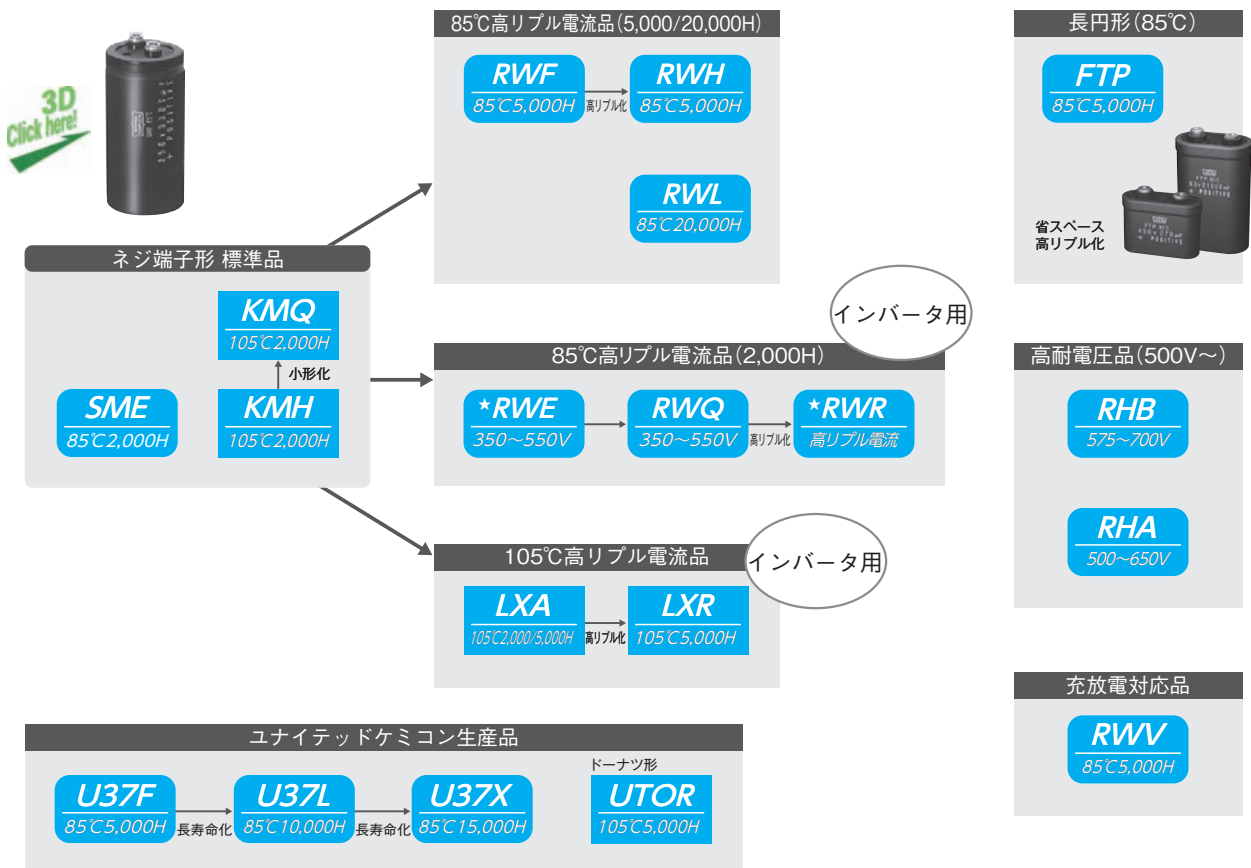 3D
Click here!
ネジ端子形 標準品
KMQ
105℃2,000H
小形化
SME
85℃2,000H
KMH
105℃2,000H
85℃高リプル電流品(5,000/20,000H)
RWF
85℃5,000H
高リプル化
RWH
85℃5,000H
RWL
85℃20,000H
インバータ用
85℃高リプル電流品(2,000H)
★RWE
350～550V
RWQ
350～550V
高リプル化
★RWR
高リプル電流
インバータ用
105℃高リプル電流品
LXA
105℃2,000/5,000H
高リプル化
LXR
105℃5,000H
長円形(85℃)
FTP
85℃5,000H
省スペース
高リプル化
高耐電圧品(500V～)
RHB
575～700V
RHA
500～650V
充放電対応品
RWV
85℃5,000H
ユナイテッドケミコン生産品
U37F
85℃5,000H
長寿命化
U37L
85℃10,000H
長寿命化
U37X
85℃15,000H
ドーナツ形
UTOR
105℃5,000H